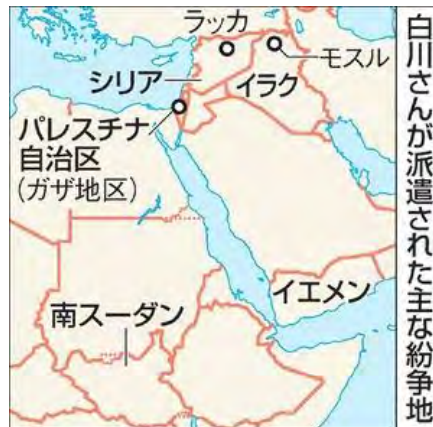 白川さんが派遣された主な紛争地
ラッカ
モスル
シリア
イラク
パレスチナ
自治区
(ガザ地区)
イエメン
南スーダン